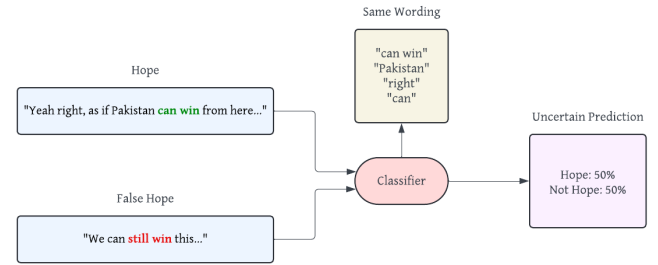 Same Wording
"can win"
"Pakistan"
"right"
"can"
Hope
"Yeah right, as if Pakistan can win from here..."
Uncertain Prediction
Classifier
Hope: 50%
Not Hope: 50%
False Hope
"We can still win this..."